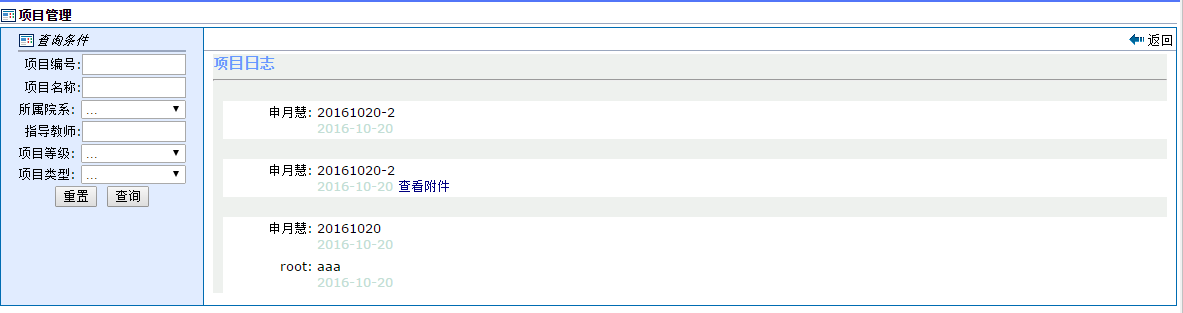 项目管理
查询条件
项目编号:
项目名称:
所属院系: ...
指导教师:
项目等级: ...
项目类型: ...
重置 查询
返回
项目日志
申月慧: 20161020-2
2016-10-20
申月慧: 20161020-2
2016-10-20 查看附件
申月慧: 20161020
2016-10-20
root: aaa
2016-10-20